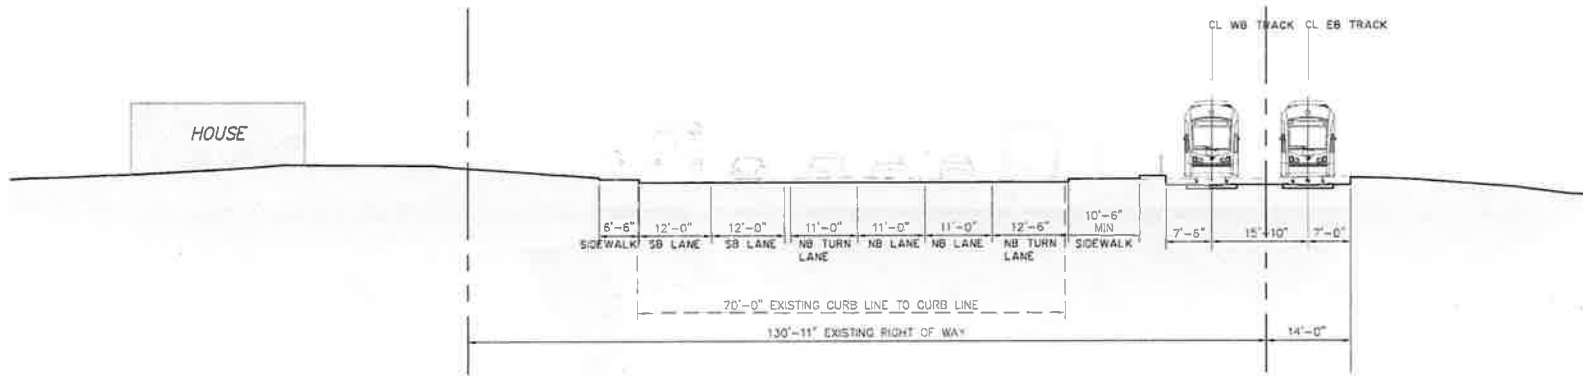 CL WB TRACK CL EB TRACK
HOUSE
6'-6" 12'-0" 12'-0" 11'-0" 11'-0" 11'-0" 12'-6" 10'-6" MIN 7'-6" 15'-10" 7'-0"
SIDEWALK SB LANE SB LANE NB TURN LANE NB LANE NB LANE NB TURN LANE SIDEWALK
70'-0" EXISTING CURB LINE TO CURB LINE
130'-11" EXISTING RIGHT OF WAY 14'-0"